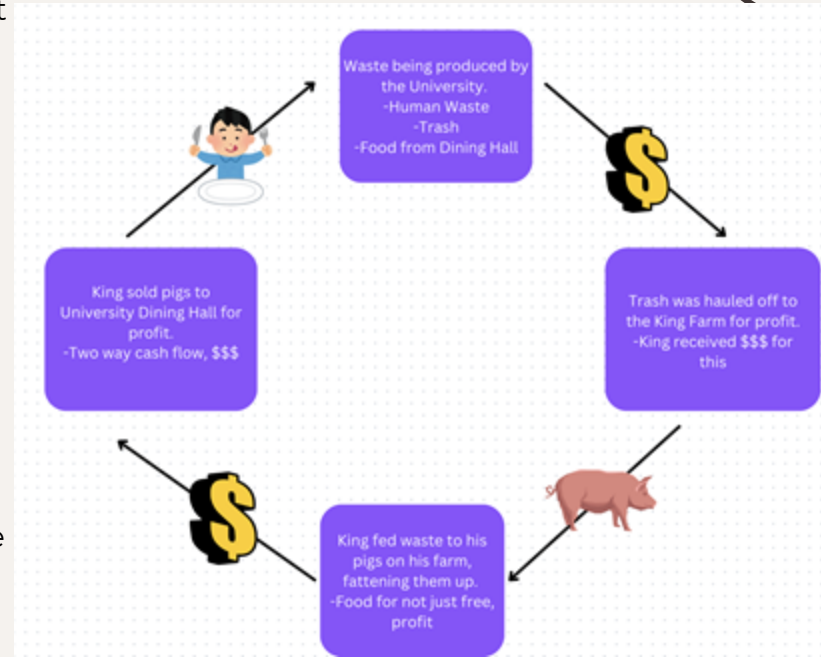 t
Waste being produced by
the University.
-Human Waste
-Trash
-Food from Dining Hall
King sold pigs to
University Dining Hall for
profit.
-Two way cash flow, $$$
Trash was hauled off to
the King Farm for profit.
-King received $$$ for
this
King fed waste to his
pigs on his farm,
fattening them up.
-Food for not just free,
profit
e